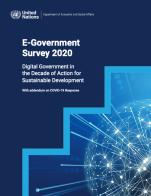 United Nations
Department of Economic and Social Affairs
E-Government
Survey 2020
Digital Government in
the Decade of Action for
Sustainable Development
With addendum on COVID-19 Response